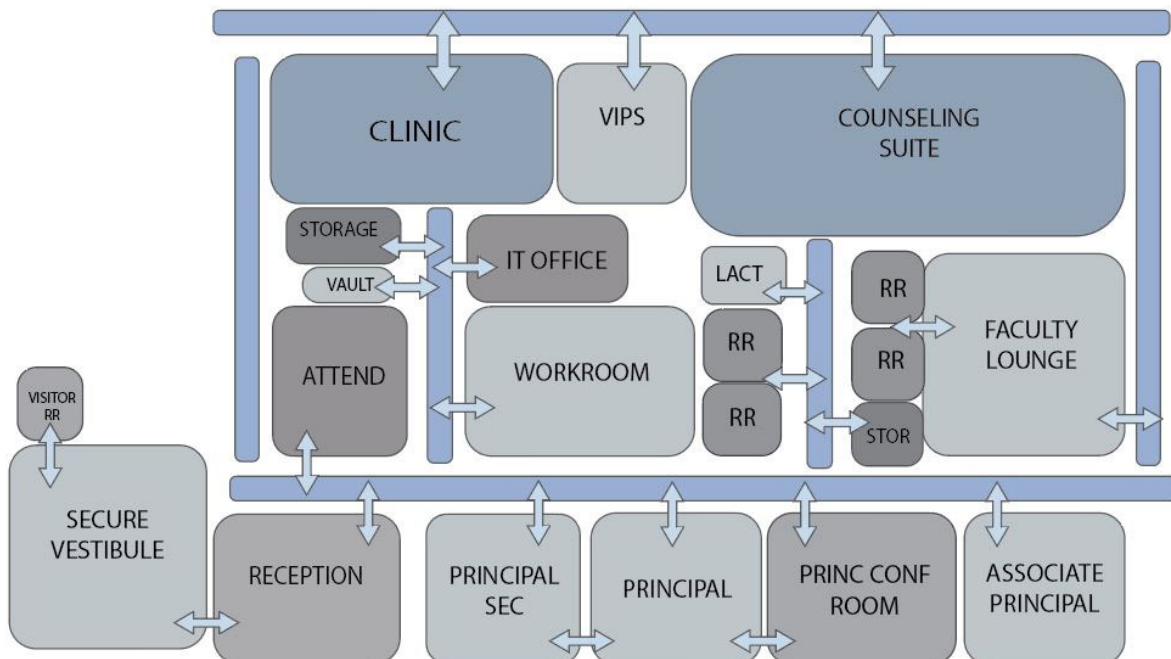 CLINIC
VIPS
COUNSELING
SUITE
STORAGE
IT OFFICE
VAULT
LACT
RR
FACULTY
LOUNGE
ATTEND
WORKROOM
RR
RR
RR
STOR
VISITOR
RR
SECURE
VESTIBULE
RECEPTION
PRINCIPAL
SEC
PRINCIPAL
PRINC CONF
ROOM
ASSOCIATE
PRINCIPAL